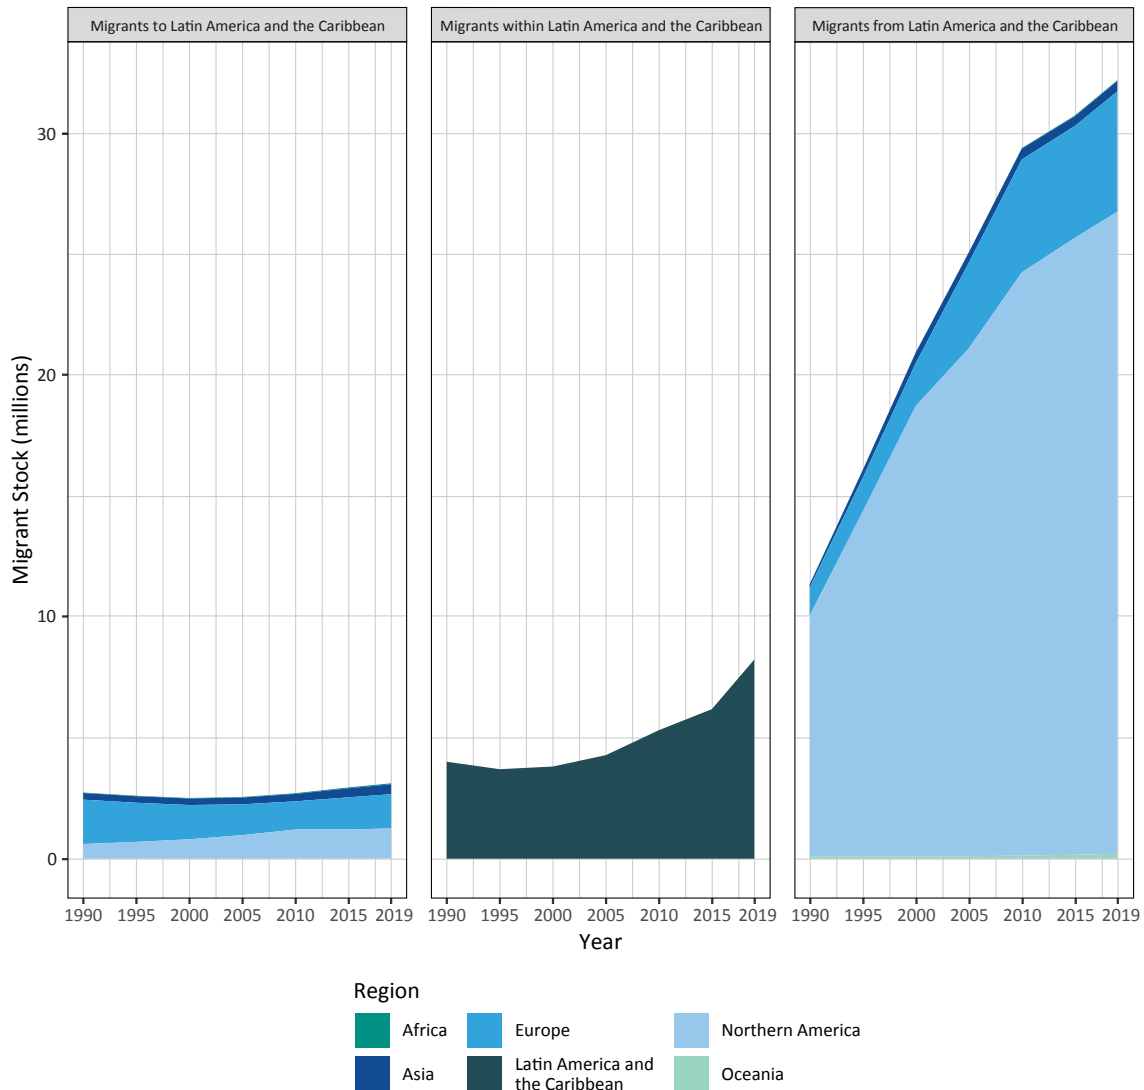 Migrants to Latin America and the Caribbean
Migrants within Latin America and the Caribbean
Migrants from Latin America and the Caribbean
Migrant Stock (millions)
30
20
10
0
1990 1995 2000 2005 2010 2015 2019
1990 1995 2000 2005 2010 2015 2019
1990 1995 2000 2005 2010 2015 2019
Year
Region
Africa
Europe
Northern America
Asia
Latin America and
the Caribbean
Oceania